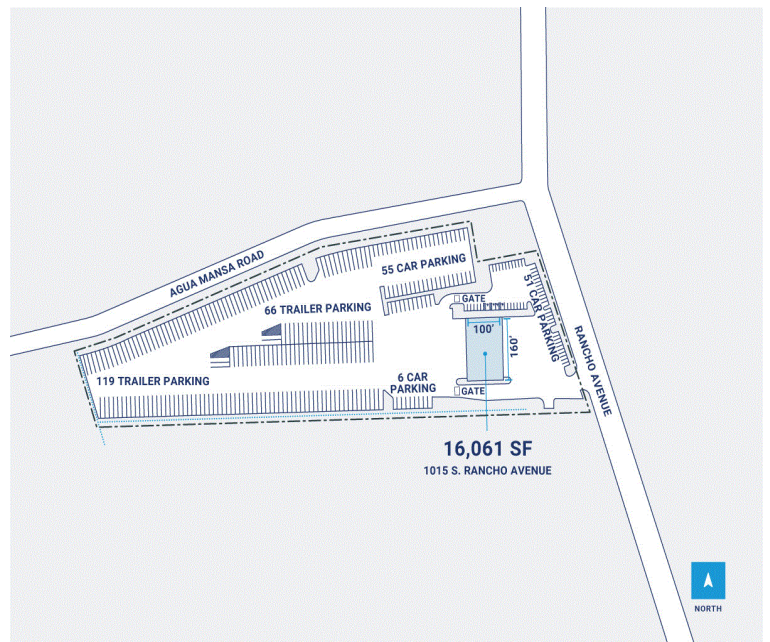 AGUA MANSA ROAD
55 CAR PARKING
51 CAR PARKING
GATE
66 TRAILER PARKING
100'
160'
RANCHO AVENUE
119 TRAILER PARKING
6 CAR
PARKING
GATE
16,061 SF
1015 S. RANCHO AVENUE
NORTH